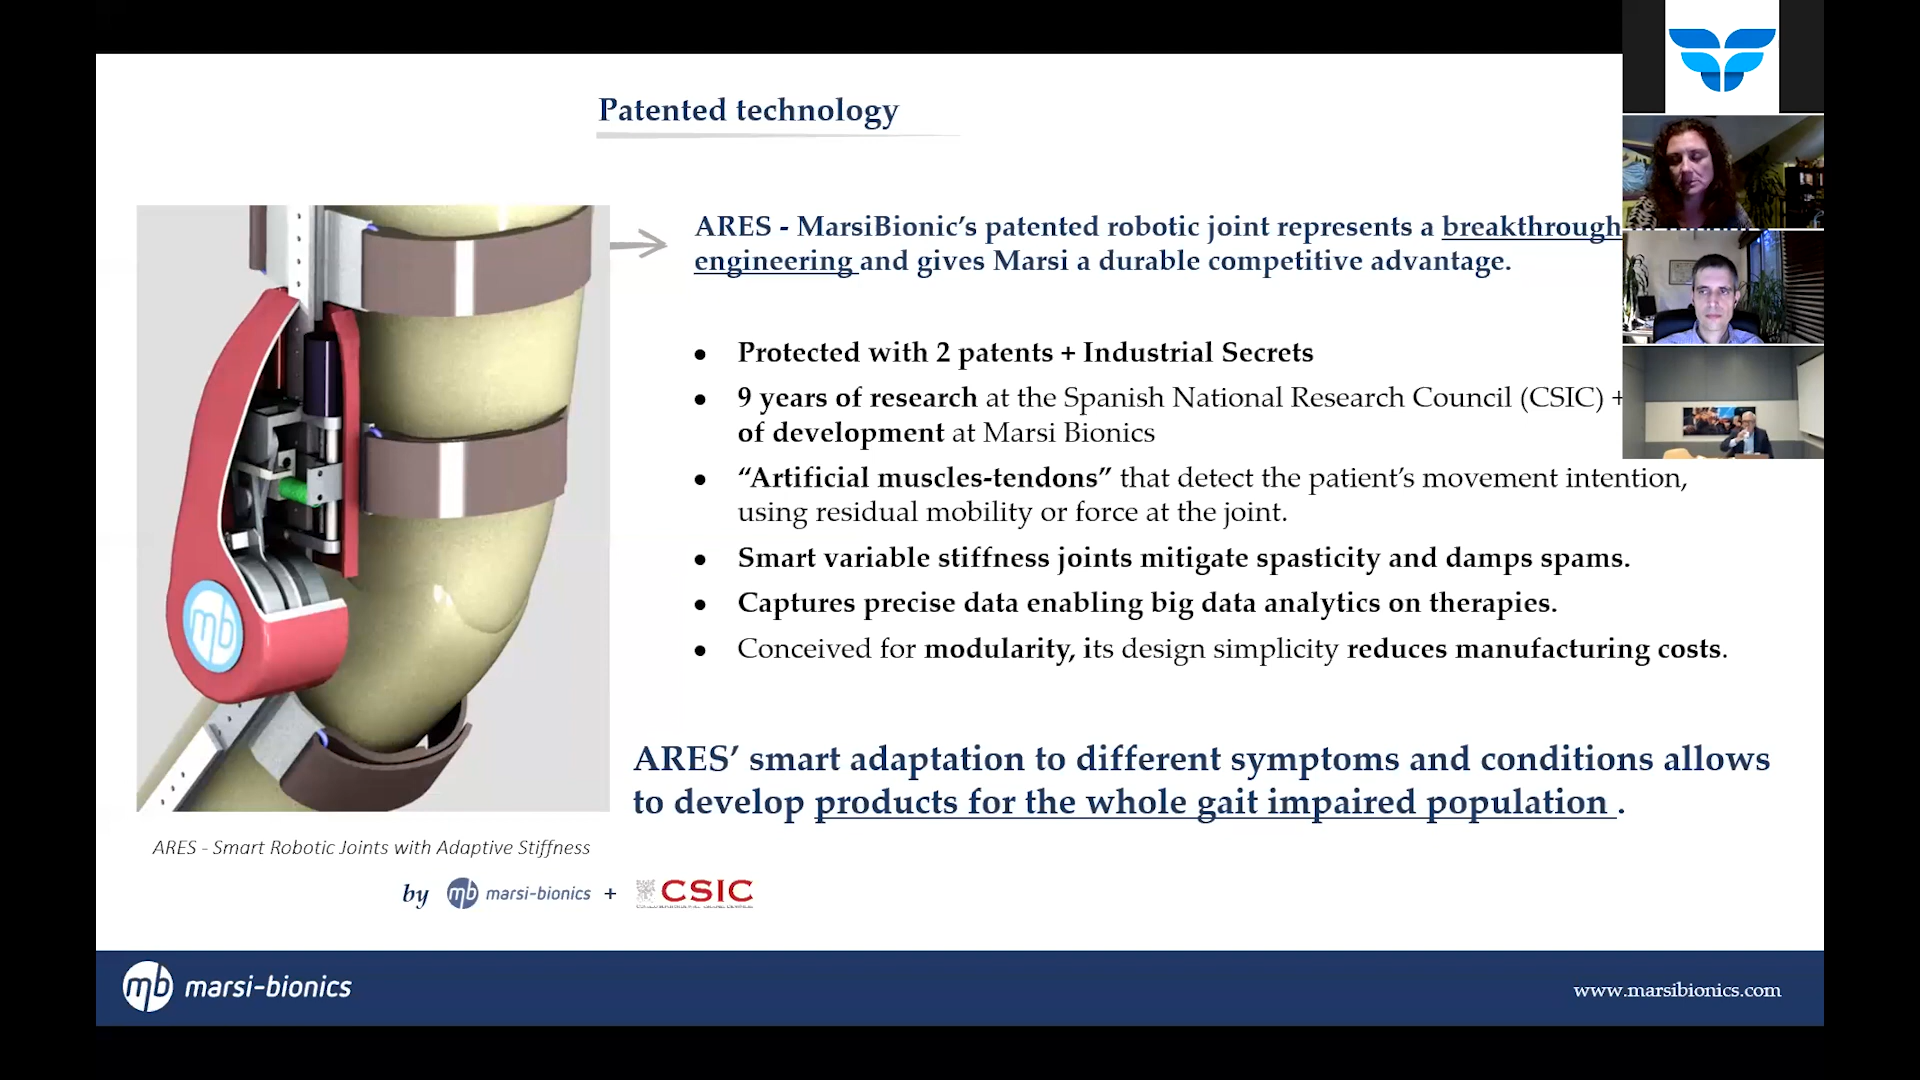 Patented technology
ARES - MarsiBionic’s patented robotic joint represents a breakthrough
engineering and gives Marsi a durable competitive advantage.
● Protected with 2 patents + Industrial Secrets
● 9 years of research at the Spanish National Research Council (CSIC) +
of development at Marsi Bionics
● “Artificial muscles-tendons” that detect the patient’s movement intention,
using residual mobility or force at the joint.
● Smart variable stiffness joints mitigate spasticity and damps spams.
● Captures precise data enabling big data analytics on therapies.
● Conceived for modularity, its design simplicity reduces manufacturing costs.
mb
ARES’ smart adaptation to different symptoms and conditions allows
to develop products for the whole gait impaired population .
ARES - Smart Robotic Joints with Adaptive Stiffness
by mb marsi-bionics + CSIC
mb marsi-bionics
www.marsibionics.com